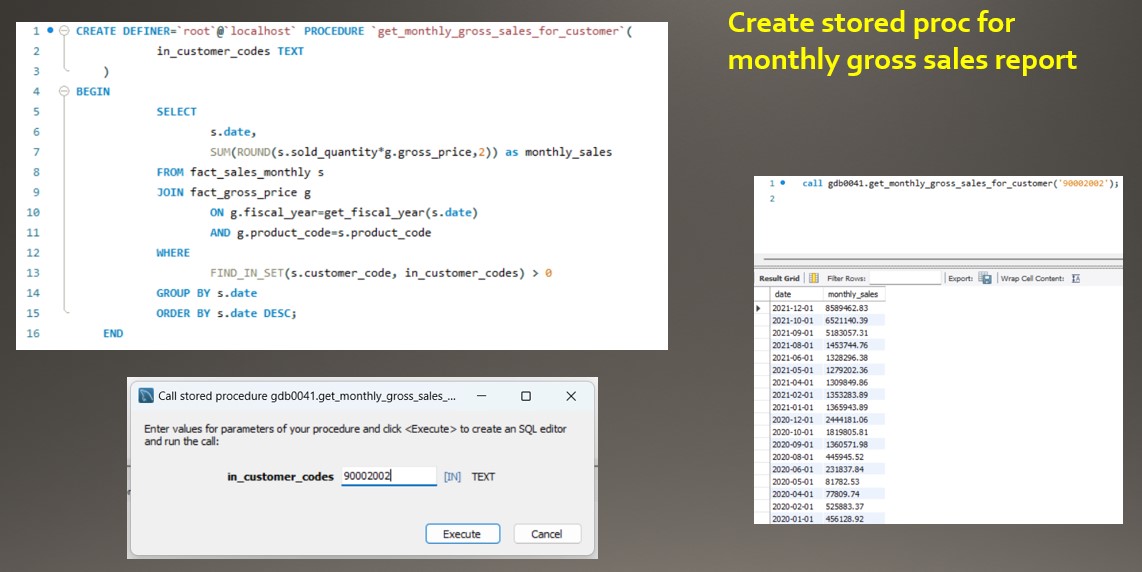 Create stored proc for
monthly gross sales report
1 CREATE DEFINER=`root`@`localhost` PROCEDURE `get_monthly_gross_sales_for_customer`(
2 in_customer_codes TEXT
3 )
4 BEGIN
5 SELECT
6 s.date,
7 SUM(ROUND(s.sold_quantity*g.gross_price,2)) as monthly_sales
8 FROM fact_sales_monthly s
9 JOIN fact_gross_price g
10 ON g.fiscal_year=get_fiscal_year(s.date)
11 AND g.product_code=s.product_code
12 WHERE
13 FIND_IN_SET(s.customer_code, in_customer_codes) > 0
14 GROUP BY s.date
15 ORDER BY s.date DESC;
16 END
Call stored procedure gdb0041.get_monthly_gross_sales_...
Enter values for parameters of your procedure and click <Execute> to create an SQL editor
and run the call:
in_customer_codes 90002002 [IN] TEXT
Execute Cancel
1 call gdb0041.get_monthly_gross_sales_for_customer('90002002');
2
Result Grid Filter Rows: Export: Wrap Cell Content:
date monthly_sales
2021-12-01 8589462.83
2021-10-01 6521140.39
2021-09-01 5183057.31
2021-08-01 1453744.76
2021-06-01 1328296.38
2021-05-01 1279202.36
2021-04-01 1309849.86
2021-02-01 1353283.89
2021-01-01 1365943.89
2020-12-01 2444181.06
2020-10-01 1819805.81
2020-09-01 1360571.98
2020-08-01 445945.52
2020-06-01 231837.84
2020-05-01 81782.53
2020-04-01 77809.74
2020-02-01 525883.37
2020-01-01 456128.92